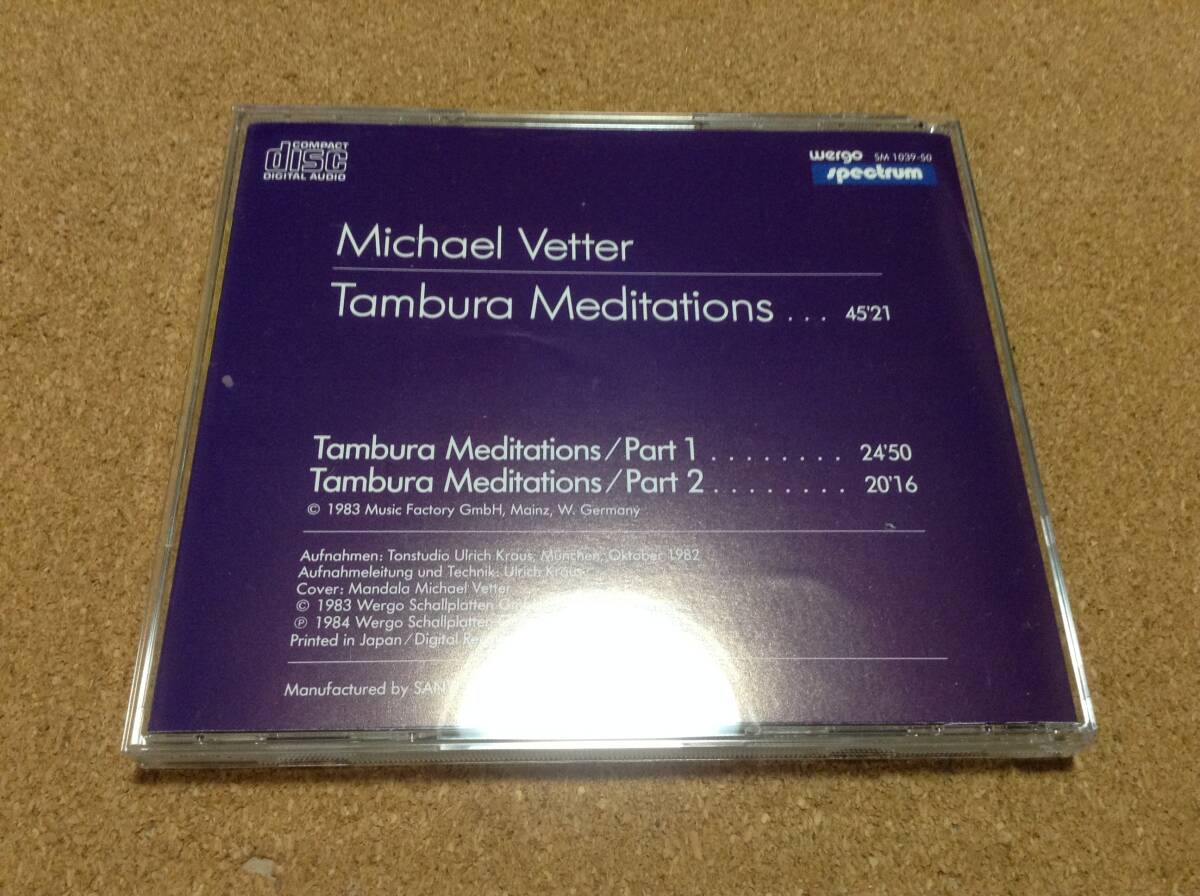 COMPACT
disc
DIGITAL AUDIO
wergo SM 1039-50
spectrum
Michael Vetter
Tambura Meditations . . . 45'21
Tambura Meditations/Part 1 . . . . . . . . 24'50
Tambura Meditations/Part 2 . . . . . . . . 20'16
© 1983 Music Factory GmbH, Mainz, W. Germany
Aufnahmen: Tonstudio Ulrich Kraus, München, Oktober 1982
Aufnahmeleitung und Technik: Ulrich Kraus
Cover: Mandala Michael Vetter
© 1983 Wergo Schallplatten
℗ 1984 Wergo Schallplatten
Printed in Japan/Digital
Manufactured by